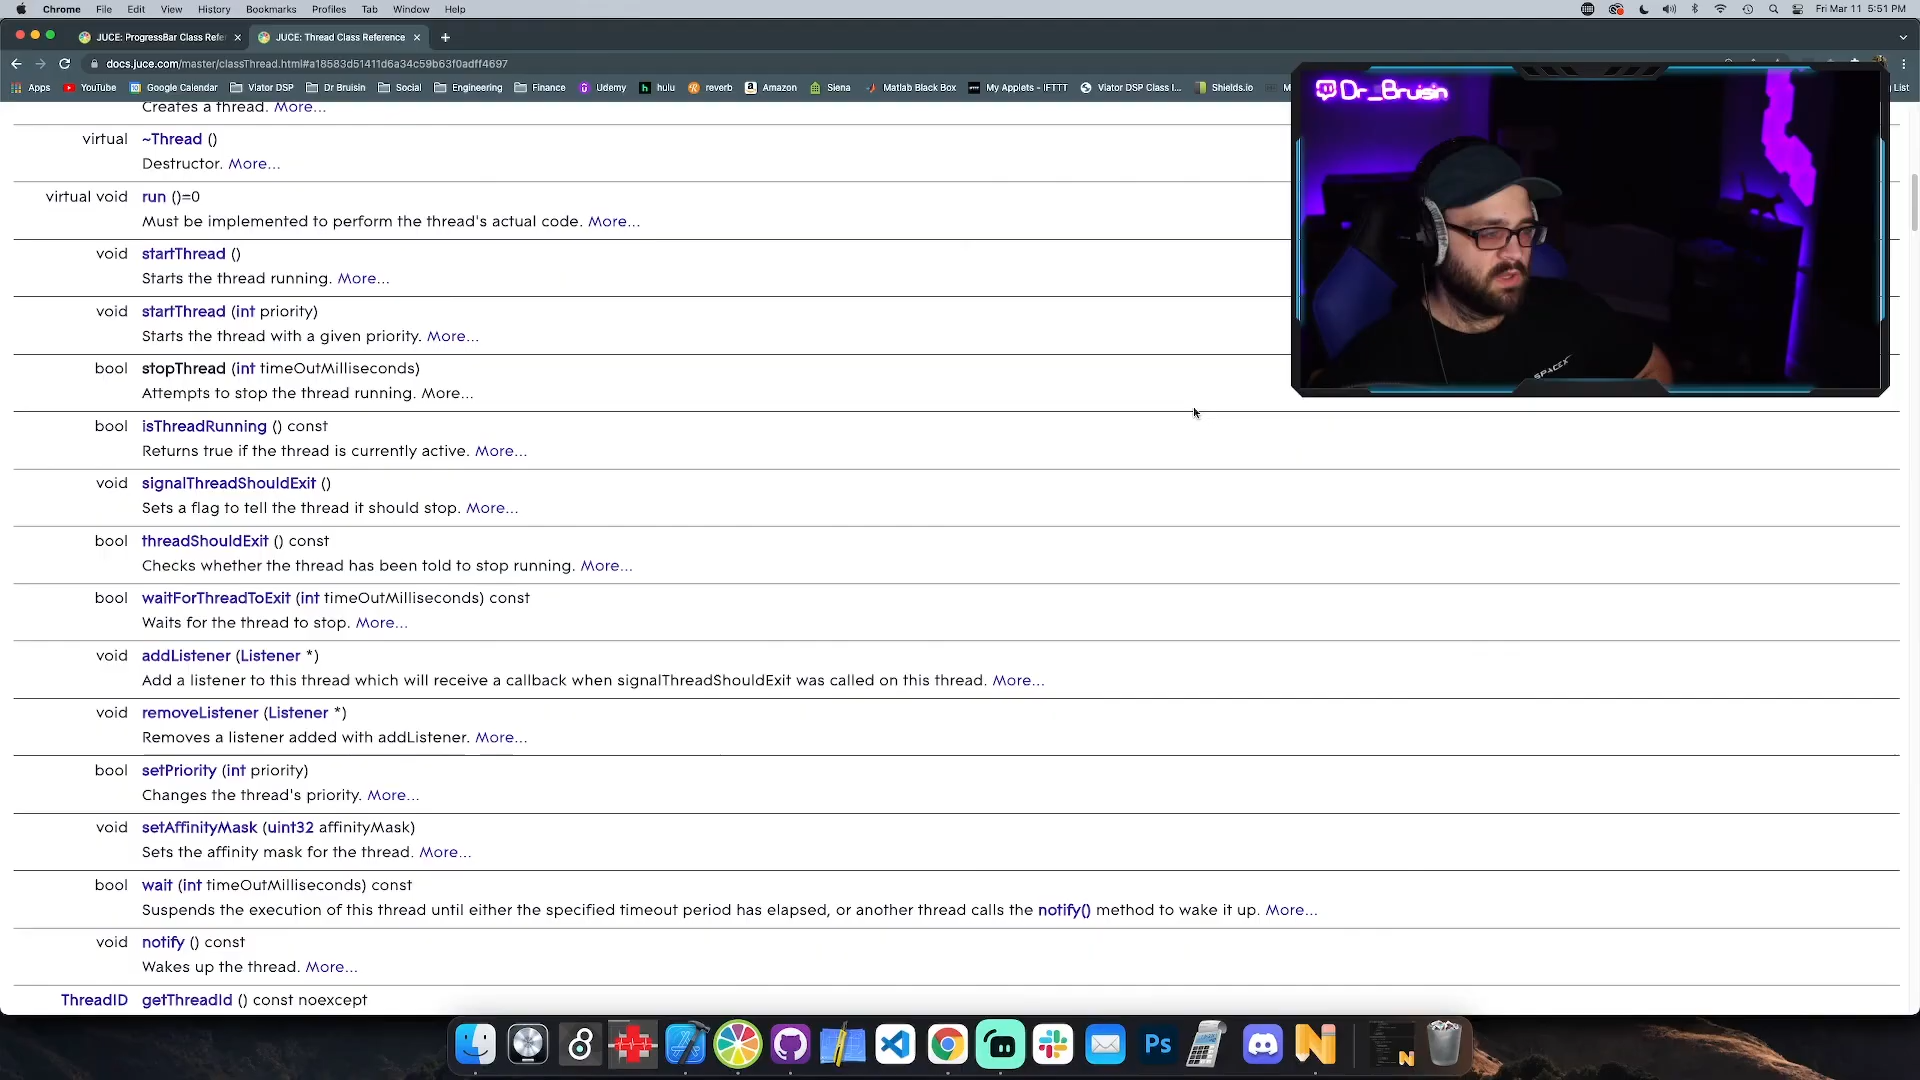 Chrome File Edit View History Bookmarks Profiles Tab Window Help Fri Mar 11 5:51 PM
JUCE: ProgressBar Class Refer JUCE: Thread Class Reference
docs.juce.com/master/classThread.html#a18583d51411d6a34c59b63f0adff4697
Apps YouTube Google Calendar Viator DSP Dr Bruisin Social Engineering Finance Udemy hulu reverb Amazon Siena Matlab Black Box My Applets - IFTTT Viator DSP Class I... Shields.io List
@Dr_Bruisin
SPACEX
Creates a thread. More...
virtual ~Thread ()
Destructor. More...
virtual void run ()=0
Must be implemented to perform the thread's actual code. More...
void startThread ()
Starts the thread running. More...
void startThread (int priority)
Starts the thread with a given priority. More...
bool stopThread (int timeOutMilliseconds)
Attempts to stop the thread running. More...
bool isThreadRunning () const
Returns true if the thread is currently active. More...
void signalThreadShouldExit ()
Sets a flag to tell the thread it should stop. More...
bool threadShouldExit () const
Checks whether the thread has been told to stop running. More...
bool waitForThreadToExit (int timeOutMilliseconds) const
Waits for the thread to stop. More...
void addListener (Listener *)
Add a listener to this thread which will receive a callback when signalThreadShouldExit was called on this thread. More...
void removeListener (Listener *)
Removes a listener added with addListener. More...
bool setPriority (int priority)
Changes the thread's priority. More...
void setAffinityMask (uint32 affinityMask)
Sets the affinity mask for the thread. More...
bool wait (int timeOutMilliseconds) const
Suspends the execution of this thread until either the specified timeout period has elapsed, or another thread calls the notify() method to wake it up. More...
void notify () const
Wakes up the thread. More...
ThreadID getThreadId () const noexcept
Ps